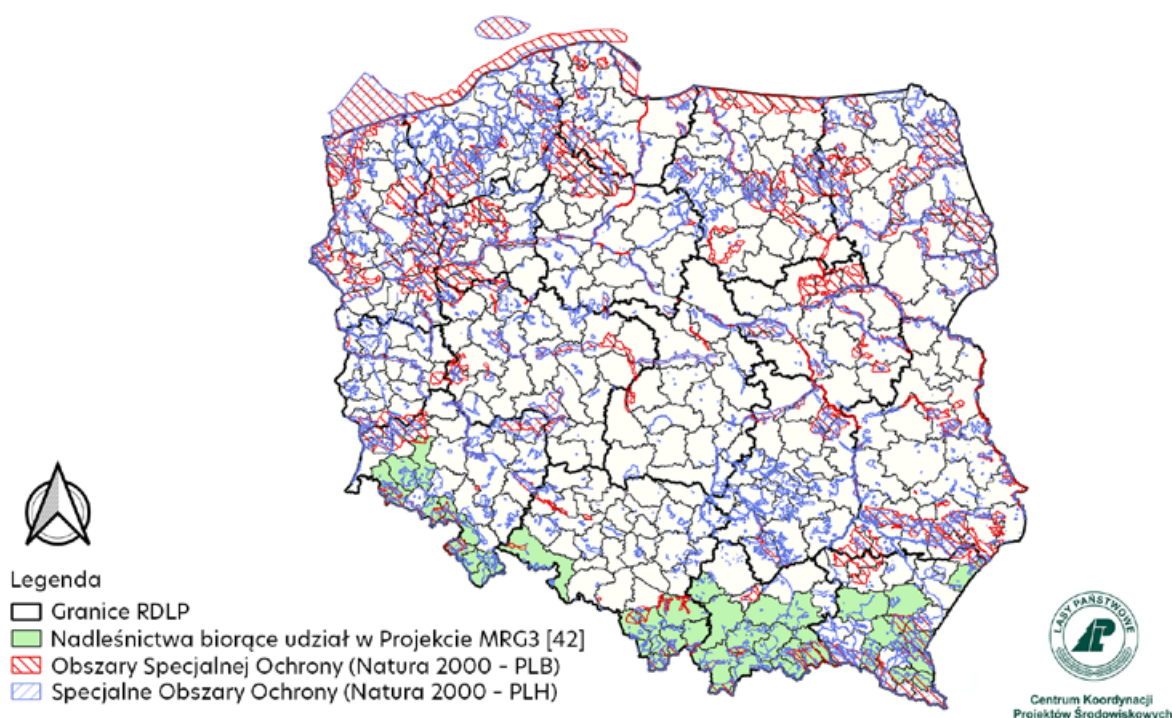 Legenda
Granice RDLP
Nadleśnictwa biorące udział w Projekcie MRG3 [42]
Obszary Specjalnej Ochrony (Natura 2000 - PLB)
Specjalne Obszary Ochrony (Natura 2000 - PLH)
LASY PAŃSTWOWE
Centrum Koordynacji
Projektów Środowiskowych